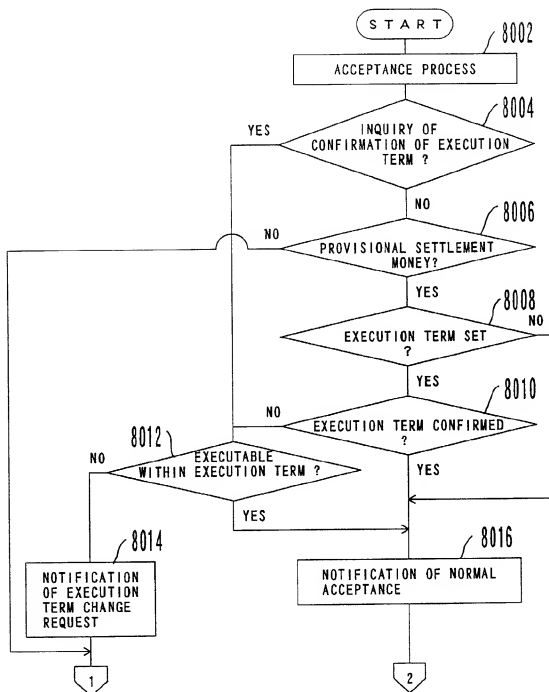 START
8002
ACCEPTANCE PROCESS
8004
YES
INQUIRY OF
CONFIRMATION OF EXECUTION
TERM ?
NO
8006
NO
PROVISIONAL SETTLEMENT
MONEY?
YES
8008
NO
EXECUTION TERM SET
?
YES
8010
NO
EXECUTION TERM CONFIRMED
?
8012
NO
EXECUTABLE
WITHIN EXECUTION TERM ?
YES
YES
8014
8016
NOTIFICATION
OF EXECUTION
TERM CHANGE
REQUEST
NOTIFICATION OF NORMAL
ACCEPTANCE
1
2